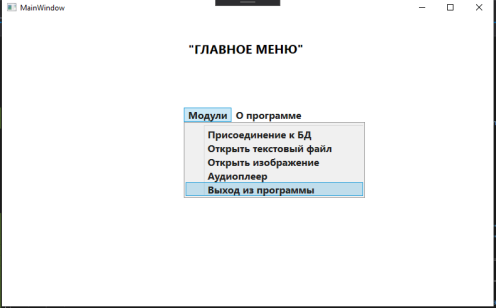 MainWindow
"ГЛАВНОЕ МЕНЮ"
Модули О программе
Присоединение к БД
Открыть текстовый файл
Открыть изображение
Аудиоплеер
Выход из программы